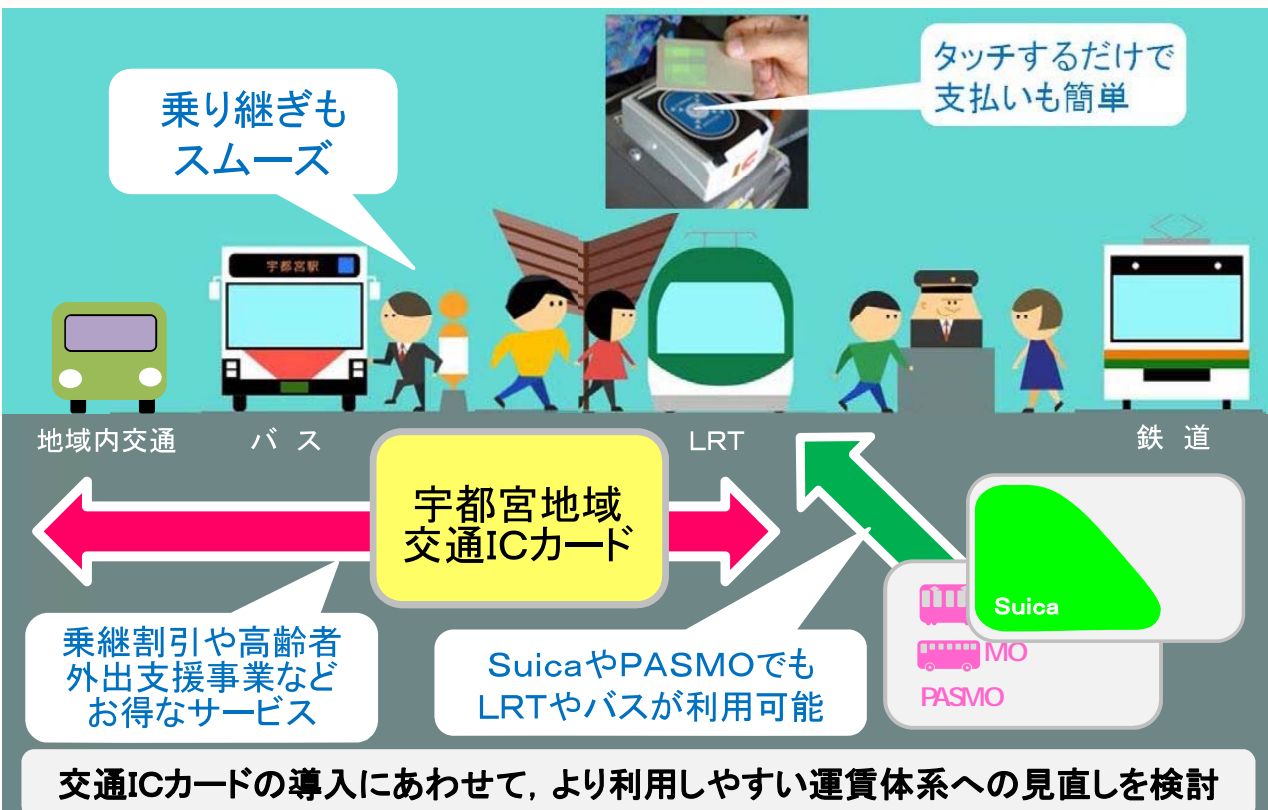 タッチするだけで
支払いも簡単
乗り継ぎも
スムーズ
IC
宇都宮駅
地域内交通
バ ス
LRT
鉄 道
宇都宮地域
交通ICカード
Suica
MO
PASMO
乗継割引や高齢者
外出支援事業など
お得なサービス
SuicaやPASMOでも
LRTやバスが利用可能
交通ICカードの導入にあわせて，より利用しやすい運賃体系への見直しを検討